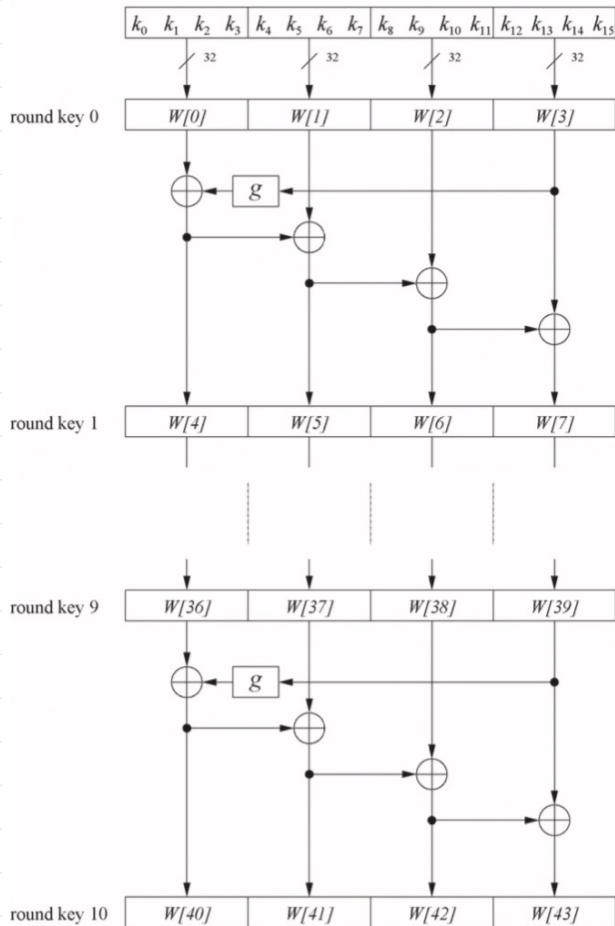 k₀ k₁ k₂ k₃ k₄ k₅ k₆ k₇ k₈ k₉ k₁₀ k₁₁ k₁₂ k₁₃ k₁₄ k₁₅
32 32 32 32
round key 0 W[0] W[1] W[2] W[3]
g
round key 1 W[4] W[5] W[6] W[7]
round key 9 W[36] W[37] W[38] W[39]
g
round key 10 W[40] W[41] W[42] W[43]